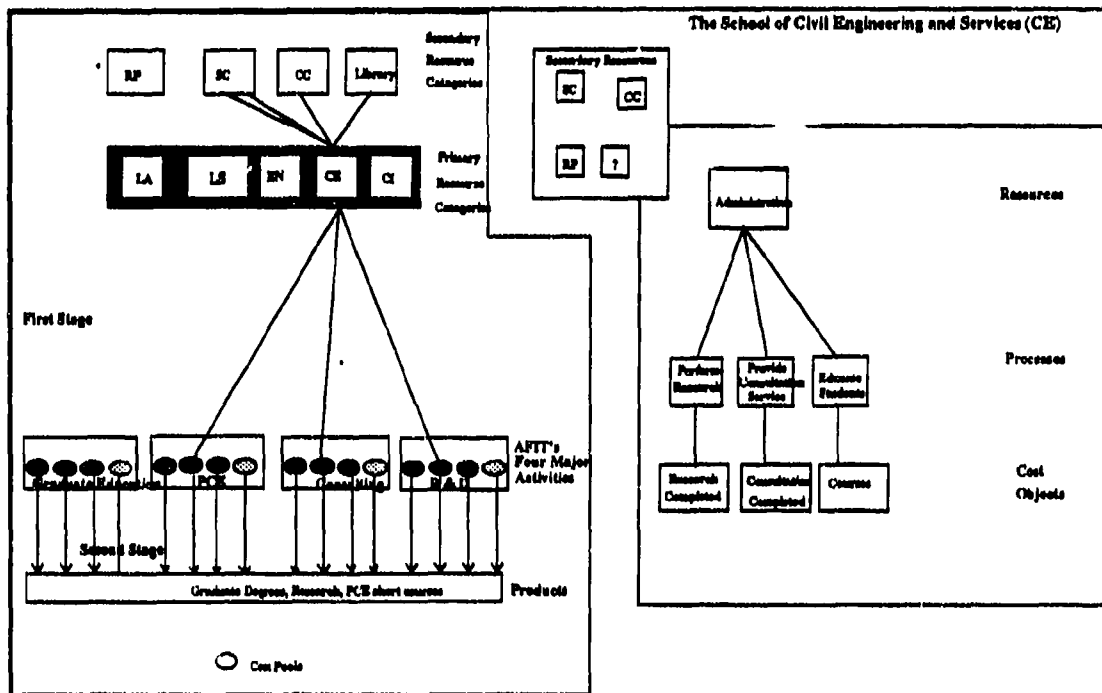 The School of Civil Engineering and Services (CE)
Secondary
Resource
Categories
RP
SC
CC
Library
LA
LS
EN
CE
CI
Primary
Resource
Categories
First Stage
AFIT's
Four Major
Activities
Graduate Education
PCE
Consulting
R & D
Second Stage
Graduate Degrees, Research, PCE short courses
Products
Cost Pools
Secondary Resources
SC
CC
RP
?
Administration
Resources
Perform
Research
Provide
Consultation
Service
Educate
Students
Processes
Research
Completed
Consultation
Completed
Courses
Cost
Objects